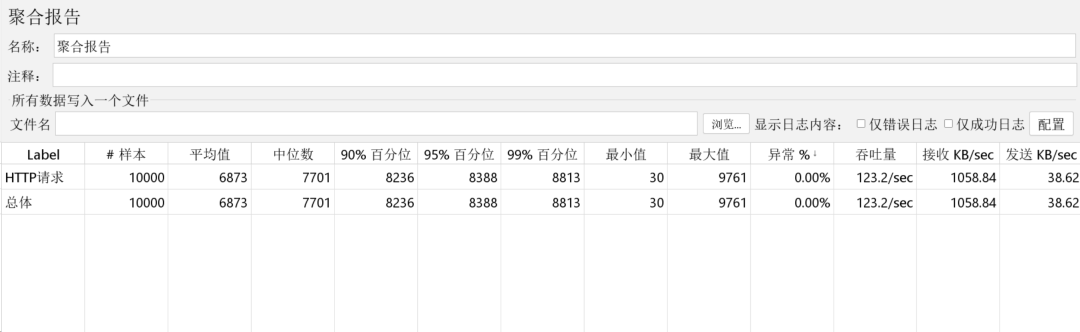 聚合报告
名称： 聚合报告
注释：
所有数据写入一个文件
文件名 浏览... 显示日志内容： 仅错误日志 仅成功日志 配置
Label # 样本 平均值 中位数 90% 百分位 95% 百分位 99% 百分位 最小值 最大值 异常 % ↓ 吞吐量 接收 KB/sec 发送 KB/sec
HTTP请求 10000 6873 7701 8236 8388 8813 30 9761 0.00% 123.2/sec 1058.84 38.62
总体 10000 6873 7701 8236 8388 8813 30 9761 0.00% 123.2/sec 1058.84 38.62